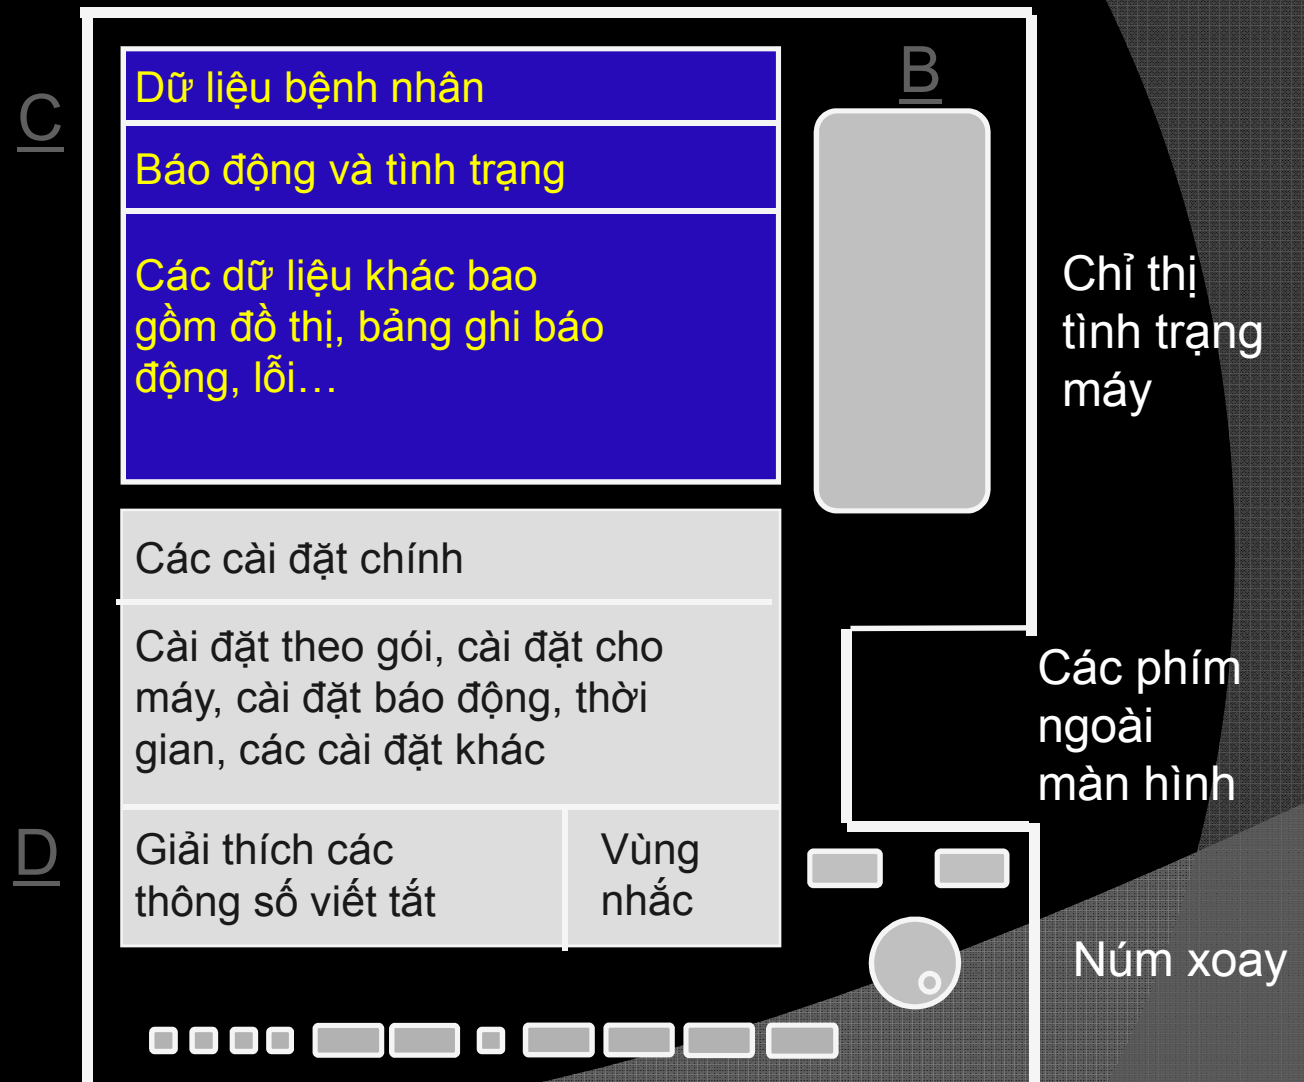 B
C
Dữ liệu bệnh nhân
Báo động và tình trạng
Các dữ liệu khác bao
gồm đồ thị, bảng ghi báo
động, lỗi…
Chỉ thị
tình trạng
máy
Các cài đặt chính
Cài đặt theo gói, cài đặt cho
máy, cài đặt báo động, thời
gian, các cài đặt khác
Các phím
ngoài
màn hình
D
Giải thích các
thông số viết tắt
Vùng
nhắc
Núm xoay